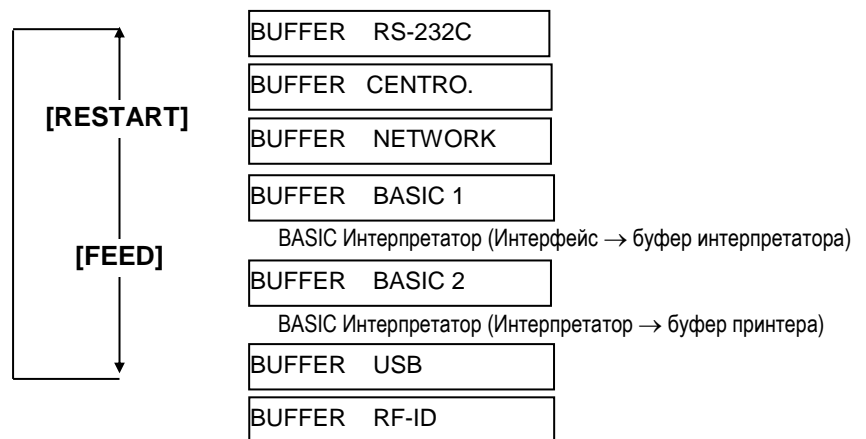 BUFFER RS-232C
BUFFER CENTRO.
[RESTART]
BUFFER NETWORK
BUFFER BASIC 1
BASIC Интерпретатор (Интерфейс → буфер интерпретатора)
[FEED]
BUFFER BASIC 2
BASIC Интерпретатор (Интерпретатор → буфер принтера)
BUFFER USB
BUFFER RF-ID